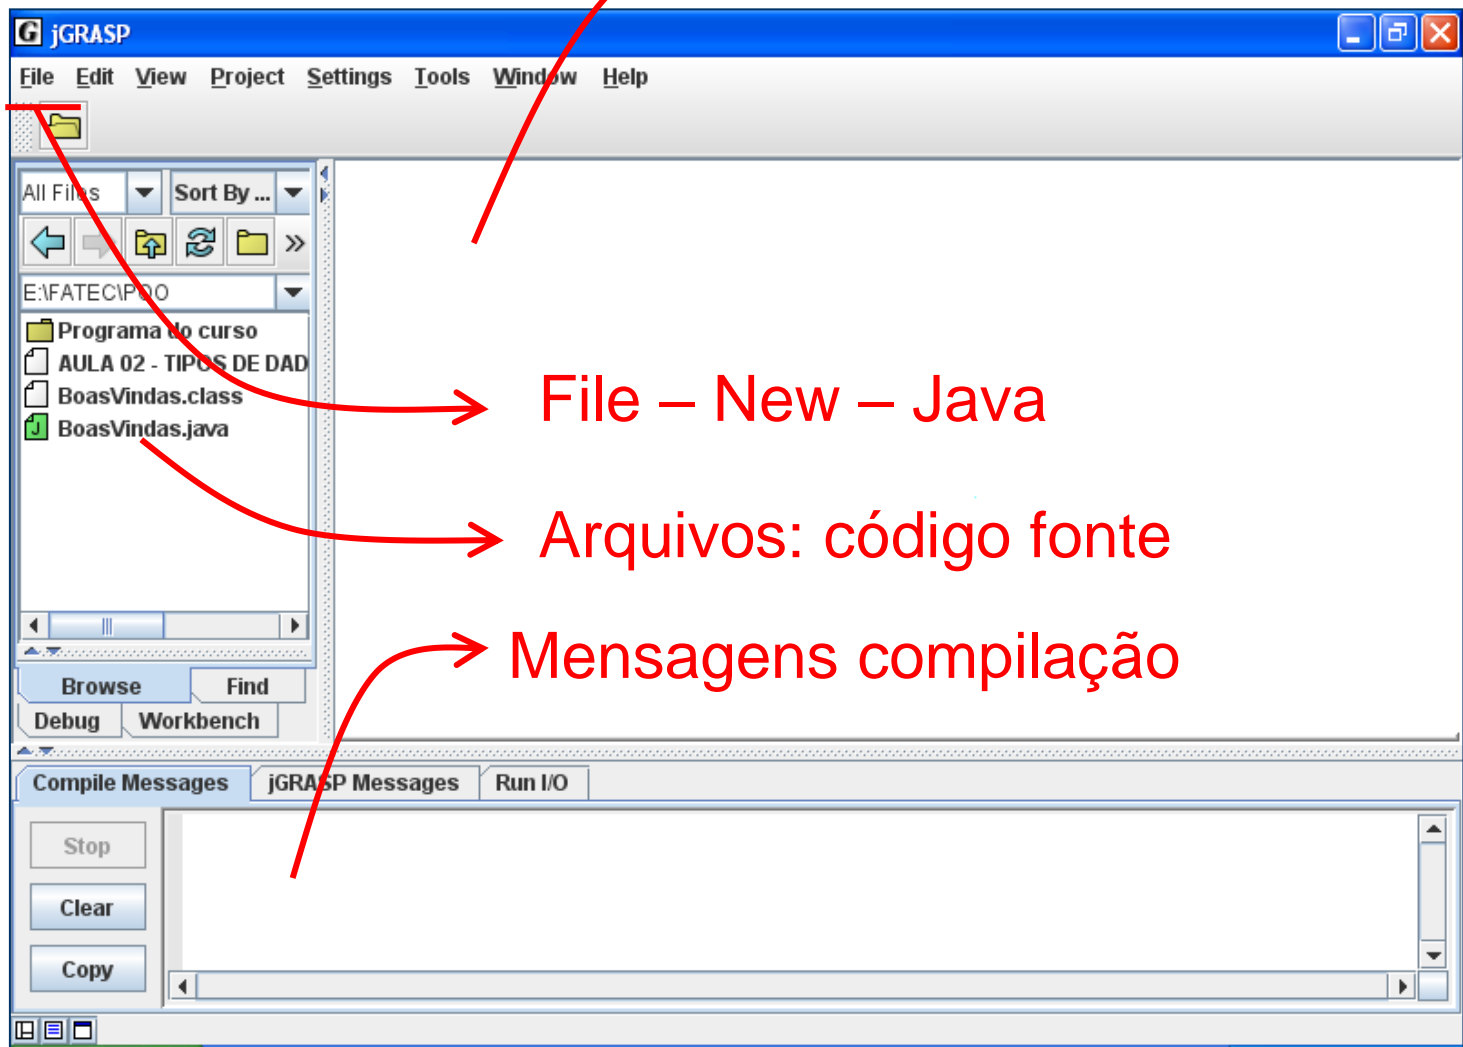 jGRASP
File Edit View Project Settings Tools Window Help
All Files Sort By ...
E:\FATEC\POO
Programa do curso
AULA 02 - TIPOS DE DAD
BoasVindas.class
BoasVindas.java
File – New – Java
Arquivos: código fonte
Mensagens compilação
Browse Find
Debug Workbench
Compile Messages jGRASP Messages Run I/O
Stop
Clear
Copy